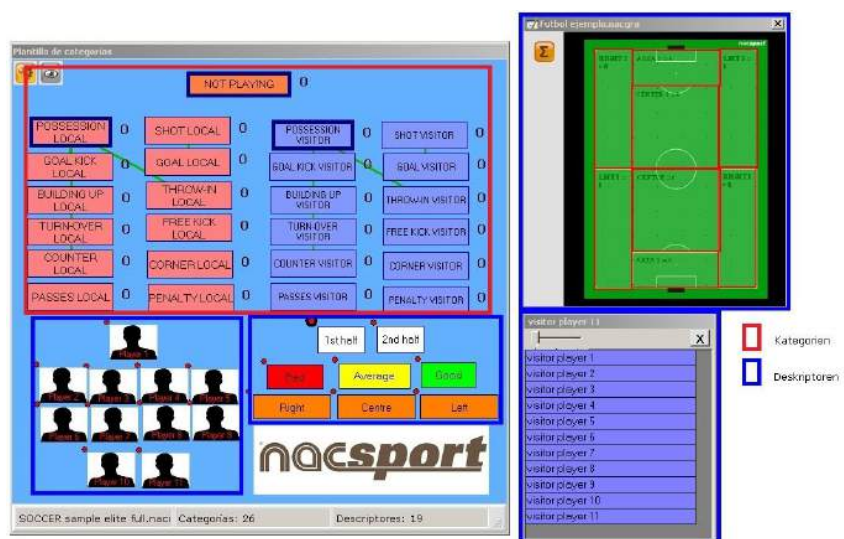 Plantilla de categorias
NOT PLAYING 0
POSSESSION LOCAL 0
SHOT LOCAL 0
POSSESSION VISITOR 0
SHOT VISITOR 0
GOAL KICK LOCAL 0
GOAL LOCAL 0
GOAL KICK VISITOR 0
GOAL VISITOR 0
BUILDING UP LOCAL 0
THROW-IN LOCAL 0
BUILDING UP VISITOR 0
THROW-IN VISITOR 0
TURN-OVER LOCAL 0
FREE KICK LOCAL 0
TURN-OVER VISITOR 0
FREE KICK VISITOR 0
COUNTER LOCAL 0
CORNER LOCAL 0
COUNTER VISITOR 0
CORNER VISITOR 0
PASSES LOCAL 0
PENALTY LOCAL 0
PASSES VISITOR 0
PENALTY VISITOR 0
Player 1
Player 2
Player 3
Player 4
Player 5
Player 6
Player 7
Player 8
Player 9
Player 10
Player 11
1st half
2nd half
Bad
Average
Good
Right
Centre
Left
nacsport
SOCCER sample elite full.naci
Categorias: 26
Descriptores: 19
Futbol ejemplo.nacgra
X
Σ
nacsport
visitor player 11
X
visitor player 1
visitor player 2
visitor player 3
visitor player 4
visitor player 5
visitor player 6
visitor player 7
visitor player 8
visitor player 9
visitor player 10
visitor player 11
Kategorien
Deskriptoren